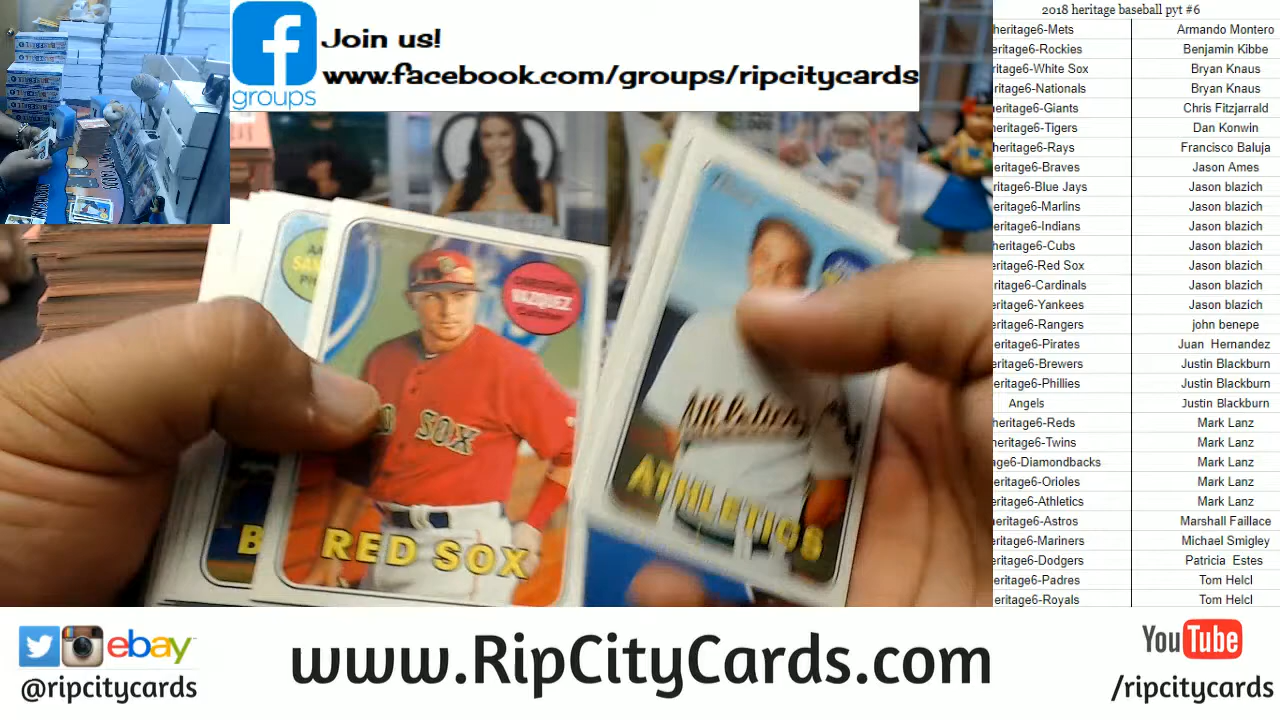 Join us!
www.facebook.com/groups/ripcitycards
groups
VAZQUEZ
SOX
RED SOX
Athletics
ATHLETICS
B
2018 heritage baseball pyt #6
heritage6-Mets Armando Montero
eritage6-Rockies Benjamin Kibbe
ritage6-White Sox Bryan Knaus
ritage6-Nationals Bryan Knaus
heritage6-Giants Chris Fitzjarrald
heritage6-Tigers Dan Konwin
heritage6-Rays Francisco Baluja
heritage6-Braves Jason Ames
ritage6-Blue Jays Jason blazich
heritage6-Marlins Jason blazich
heritage6-Indians Jason blazich
heritage6-Cubs Jason blazich
eritage6-Red Sox Jason blazich
eritage6-Cardinals Jason blazich
eritage6-Yankees Jason blazich
eritage6-Rangers john benepe
eritage6-Pirates Juan Hernandez
eritage6-Brewers Justin Blackburn
eritage6-Phillies Justin Blackburn
Angels Justin Blackburn
heritage6-Reds Mark Lanz
heritage6-Twins Mark Lanz
age6-Diamondbacks Mark Lanz
eritage6-Orioles Mark Lanz
eritage6-Athletics Mark Lanz
eritage6-Astros Marshall Faillace
eritage6-Mariners Michael Smigley
eritage6-Dodgers Patricia Estes
eritage6-Padres Tom Helcl
eritage6-Royals Tom Helcl
ebay
@ripcitycards
www.RipCityCards.com
YouTube
/ripcitycards